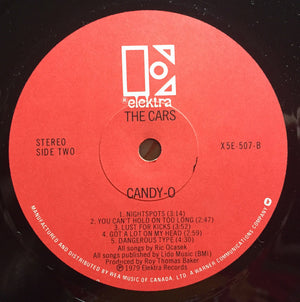 elektra
THE CARS
STEREO
SIDE TWO
X5E-507-B
CANDY-O
1. NIGHTSPOTS (3:14)
2. YOU CAN'T HOLD ON TOO LONG (2:47)
3. LUST FOR KICKS (3:52)
4. GOT A LOT ON MY HEAD (2:59)
5. DANGEROUS TYPE (4:30)
All songs by Ric Ocasek
All songs published by Lido Music (BMI)
Produced by Roy Thomas Baker
℗ 1979 Elektra Records
MANUFACTURED AND DISTRIBUTED BY WEA MUSIC OF CANADA, LTD. A WARNER COMMUNICATIONS COMPANY